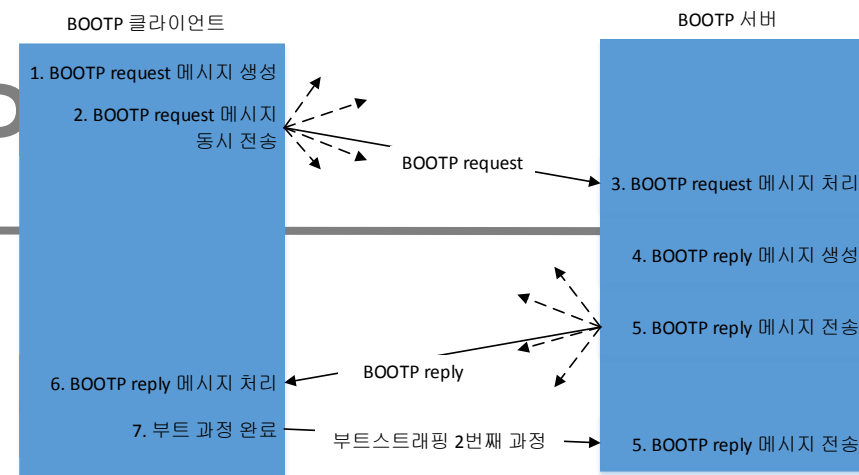 BOOTP 클라이언트
BOOTP 서버
1. BOOTP request 메시지 생성
2. BOOTP request 메시지
동시 전송
BOOTP request
3. BOOTP request 메시지 처리
4. BOOTP reply 메시지 생성
5. BOOTP reply 메시지 전송
BOOTP reply
6. BOOTP reply 메시지 처리
7. 부트 과정 완료
부트스트래핑 2번째 과정
5. BOOTP reply 메시지 전송